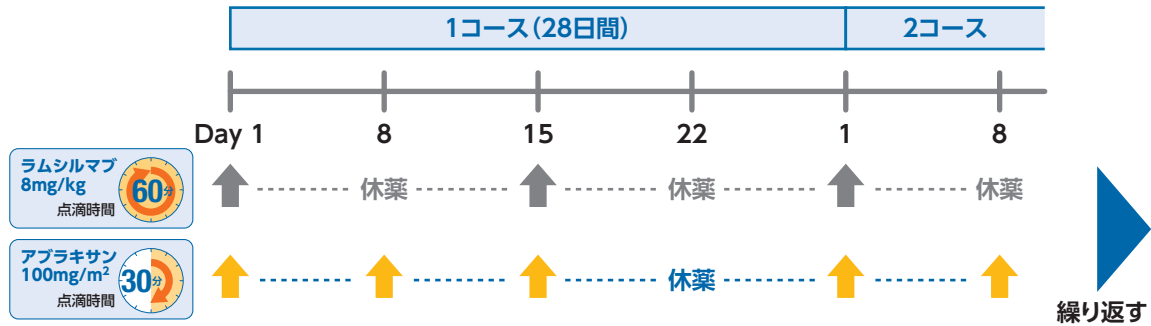 1コース（28日間） 2コース
Day 1 8 15 22 1 8
ラムシルマブ
8mg/kg
60分
点滴時間
休薬 休薬 休薬
アブラキサン
100mg/m²
30分
点滴時間
休薬
繰り返す